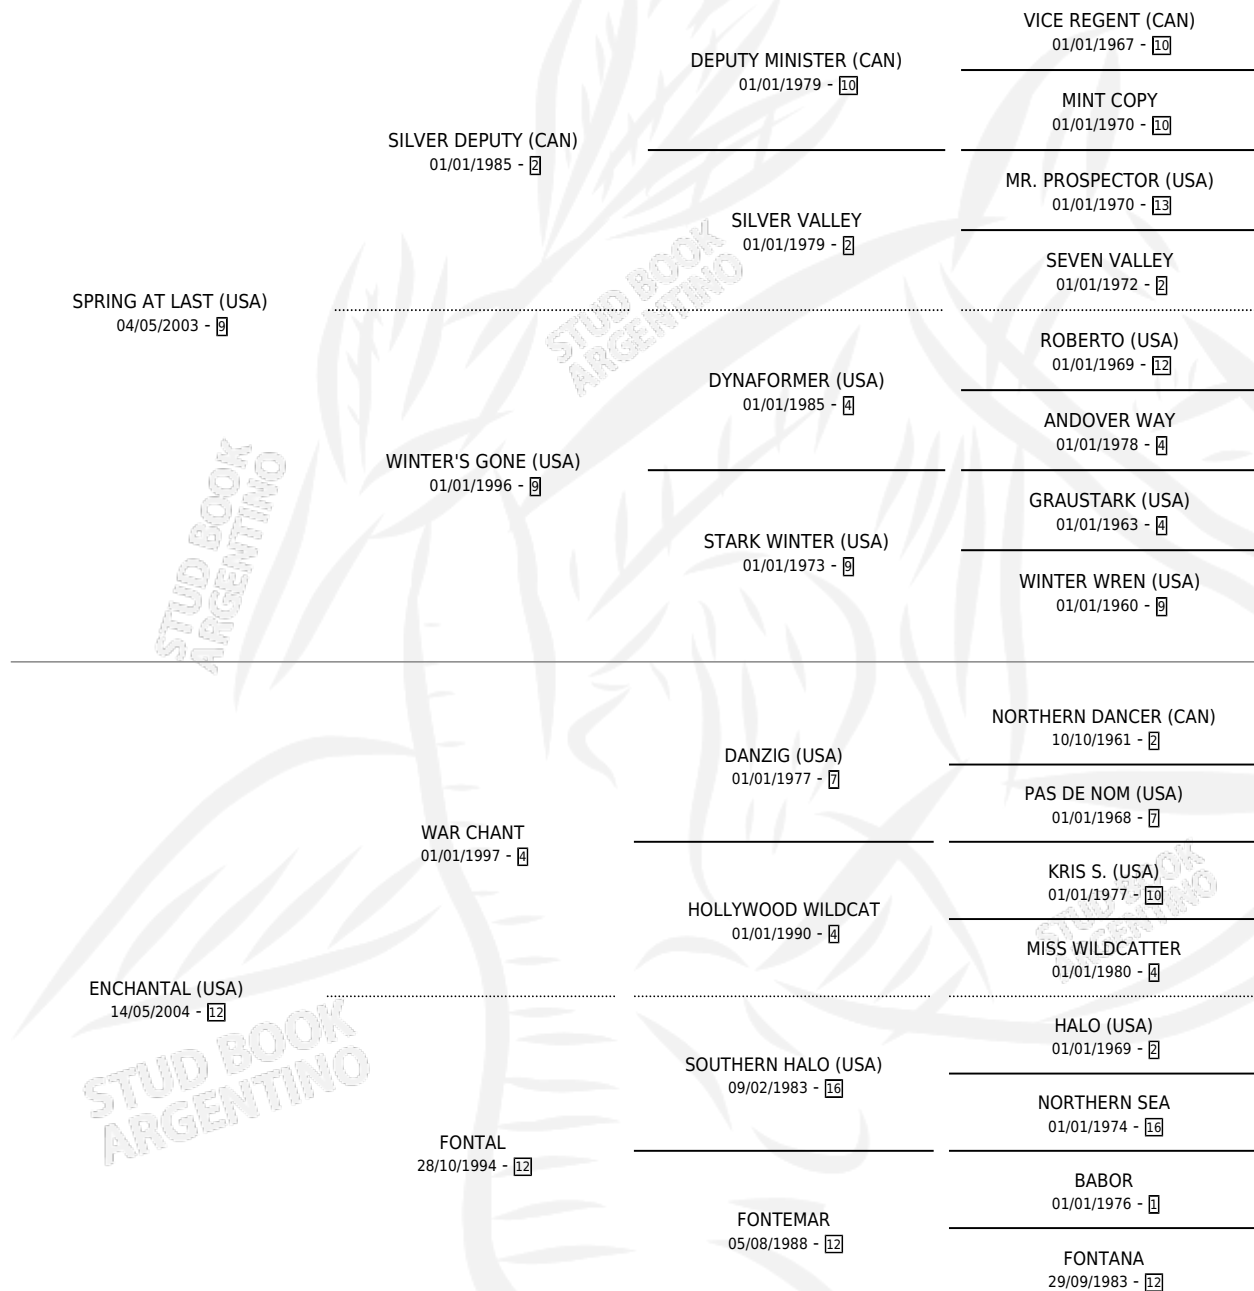 VICE REGENT (CAN)
01/01/1967 - 10
DEPUTY MINISTER (CAN)
01/01/1979 - 10
MINT COPY
01/01/1970 - 10
SILVER DEPUTY (CAN)
01/01/1985 - 2
MR. PROSPECTOR (USA)
01/01/1970 - 13
SILVER VALLEY
01/01/1979 - 2
SEVEN VALLEY
01/01/1972 - 2
SPRING AT LAST (USA)
04/05/2003 - 9
STUD BOOK
ARGENTINO
ROBERTO (USA)
01/01/1969 - 12
DYNAFORMER (USA)
01/01/1985 - 4
ANDOVER WAY
01/01/1978 - 4
WINTER'S GONE (USA)
01/01/1996 - 9
GRAUSTARK (USA)
01/01/1963 - 4
STARK WINTER (USA)
01/01/1973 - 9
WINTER WREN (USA)
01/01/1960 - 9
STUD BOOK
ARGENTINO
NORTHERN DANCER (CAN)
10/10/1961 - 2
DANZIG (USA)
01/01/1977 - 7
PAS DE NOM (USA)
01/01/1968 - 7
WAR CHANT
01/01/1997 - 4
KRIS S. (USA)
01/01/1977 - 10
STUD BOOK
ARGENTINO
HOLLYWOOD WILDCAT
01/01/1990 - 4
MISS WILDCATTER
01/01/1980 - 4
ENCHANTAL (USA)
14/05/2004 - 12
HALO (USA)
01/01/1969 - 2
STUD BOOK
ARGENTINO
SOUTHERN HALO (USA)
09/02/1983 - 16
NORTHERN SEA
01/01/1974 - 16
FONTAL
28/10/1994 - 12
BABOR
01/01/1976 - 1
FONTEMAR
05/08/1988 - 12
FONTANA
29/09/1983 - 12